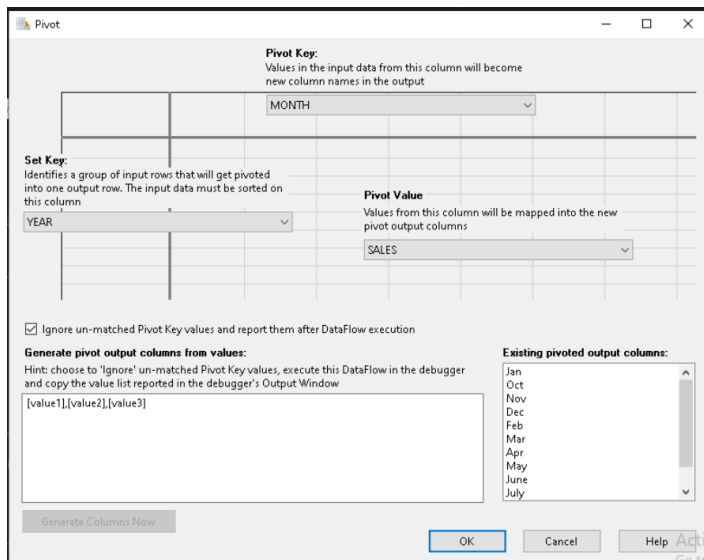 Pivot
Pivot Key:
Values in the input data from this column will become
new column names in the output
MONTH
Set Key:
Identifies a group of input rows that will get pivoted
into one output row. The input data must be sorted on
this column
YEAR
Pivot Value
Values from this column will be mapped into the new
pivot output columns
SALES
Ignore un-matched Pivot Key values and report them after DataFlow execution
Generate pivot output columns from values:
Hint: choose to 'Ignore' un-matched Pivot Key values, execute this DataFlow in the debugger
and copy the value list reported in the debugger's Output Window
[value1],[value2],[value3]
Existing pivoted output columns:
Jan
Oct
Nov
Dec
Feb
Mar
Apr
May
June
July
Generate Columns Now
OK
Cancel
Help